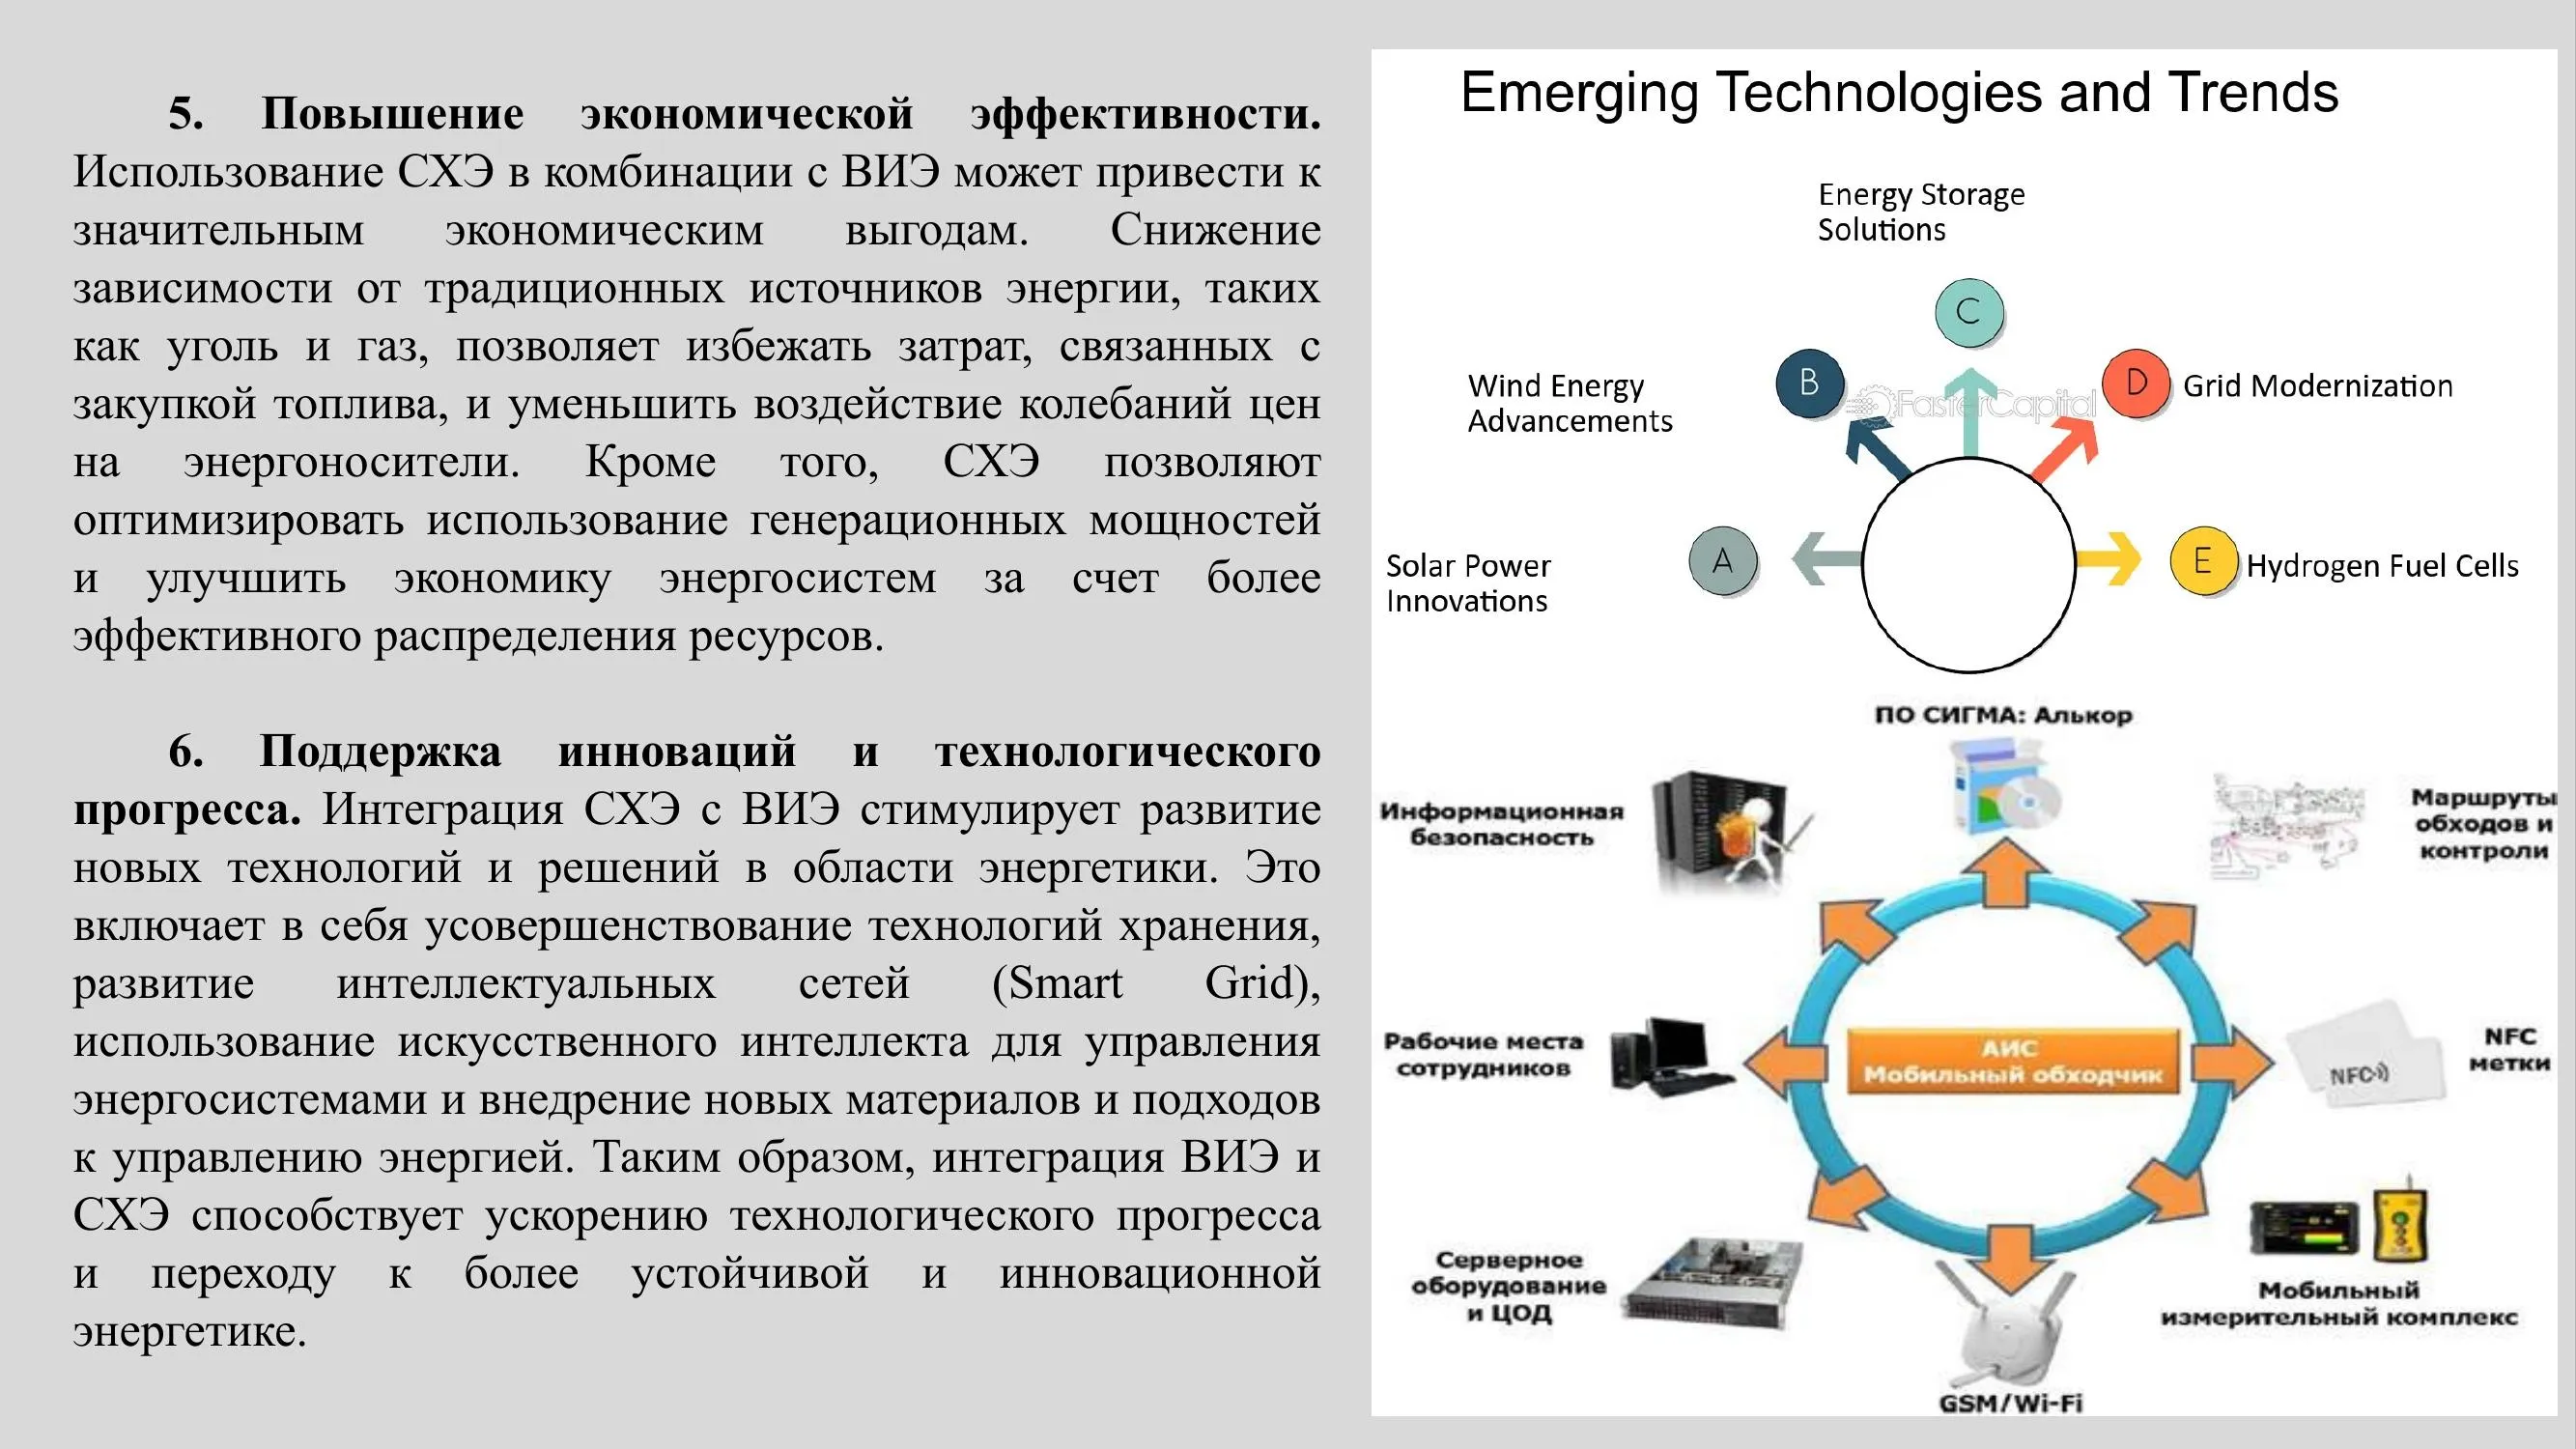 5. Повышение экономической эффективности.
Использование СХЭ в комбинации с ВИЭ может привести к
значительным экономическим выгодам. Снижение
зависимости от традиционных источников энергии, таких
как уголь и газ, позволяет избежать затрат, связанных с
закупкой топлива, и уменьшить воздействие колебаний цен
на энергоносители. Кроме того, СХЭ позволяют
оптимизировать использование генерационных мощностей
и улучшить экономику энергосистем за счет более
эффективного распределения ресурсов.
6. Поддержка инноваций и технологического
прогресса. Интеграция СХЭ с ВИЭ стимулирует развитие
новых технологий и решений в области энергетики. Это
включает в себя усовершенствование технологий хранения,
развитие интеллектуальных сетей (Smart Grid),
использование искусственного интеллекта для управления
энергосистемами и внедрение новых материалов и подходов
к управлению энергией. Таким образом, интеграция ВИЭ и
СХЭ способствует ускорению технологического прогресса
и переходу к более устойчивой и инновационной
энергетике.
Emerging Technologies and Trends
Energy Storage
Solutions
C
Wind Energy
Advancements
B
FasterCapital
D
Grid Modernization
Solar Power
Innovations
A
E
Hydrogen Fuel Cells
ПО СИГМА: Алькор
Информационная
безопасность
Маршруты
обходов и
контроли
Рабочие места
сотрудников
АИС
Мобильный обходчик
NFC
NFC
метки
Серверное
оборудование
и ЦОД
Мобильный
измерительный комплекс
GSM/Wi-Fi